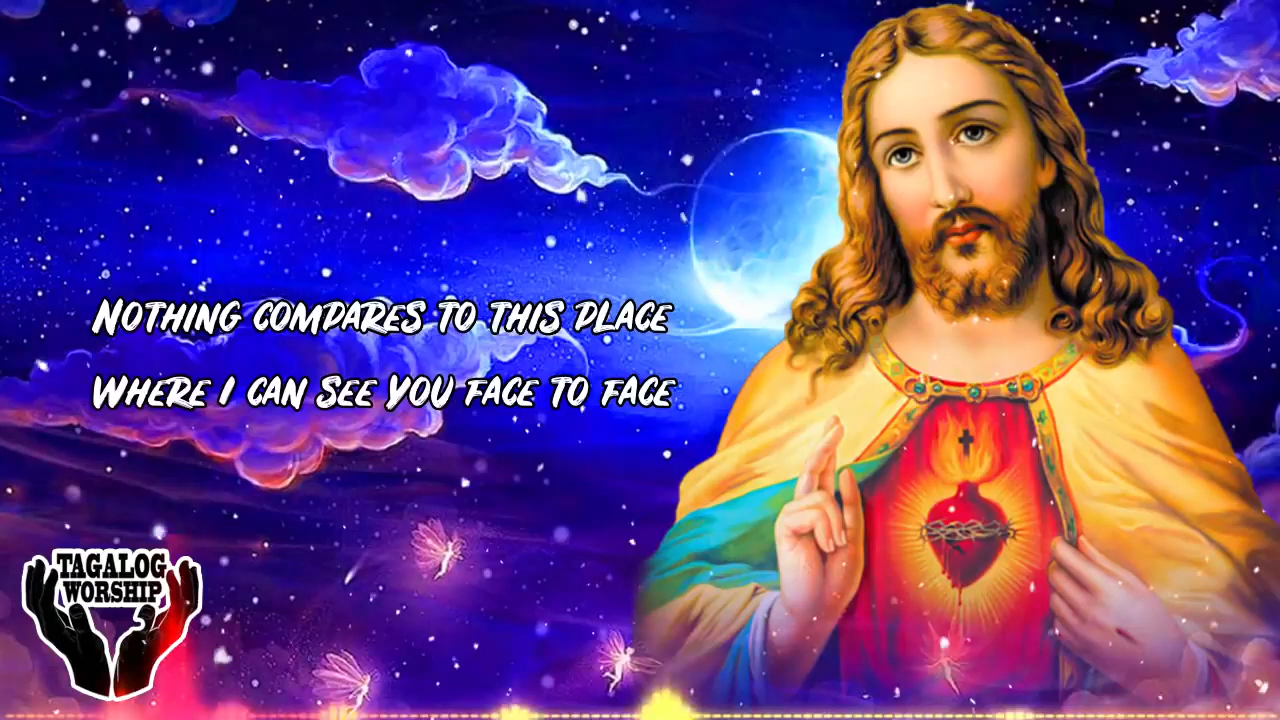 NOTHING COMPARES TO THIS PLACE
WHERE I CAN SEE YOU FACE TO FACE
TAGALOG
WORSHIP